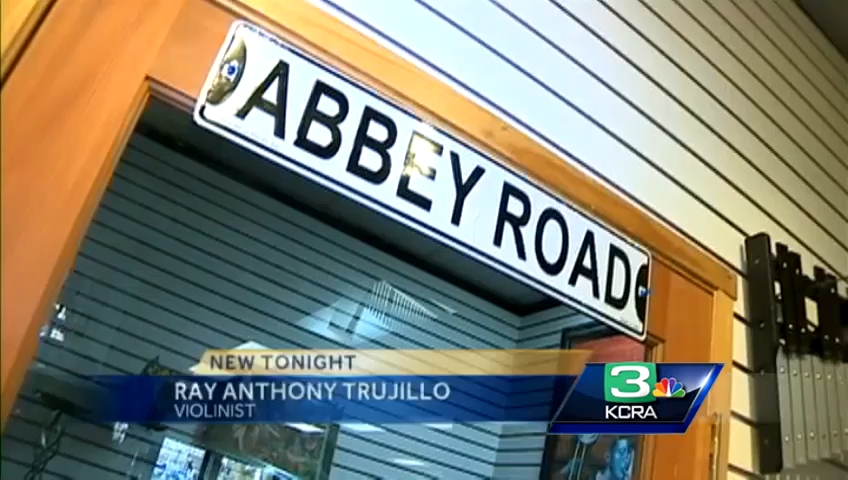 ABBEY ROAD
NEW TONIGHT
RAY ANTHONY TRUJILLO
VIOLINIST
3
KCRA